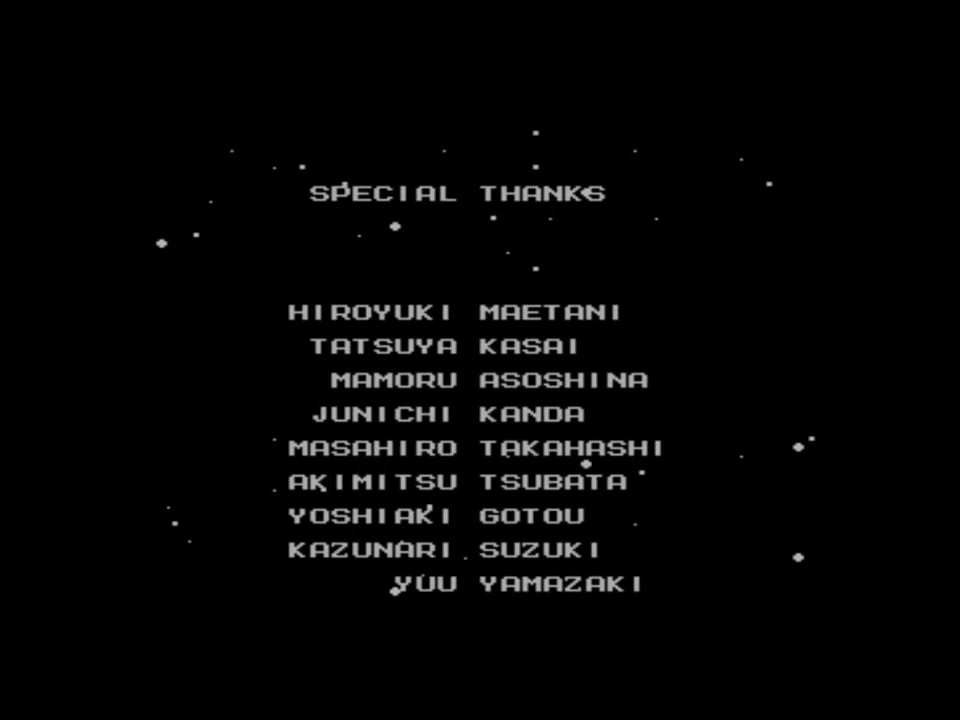 SPECIAL THANKS
HIROYUKI MAETANI
TATSUYA KASAI
MAMORU ASOSHINA
JUNICHI KANDA
MASAHIRO TAKAHASHI
AKIMITSU TSUBATA
YOSHIAKI GOTOU
KAZUNARI SUZUKI
YUU YAMAZAKI